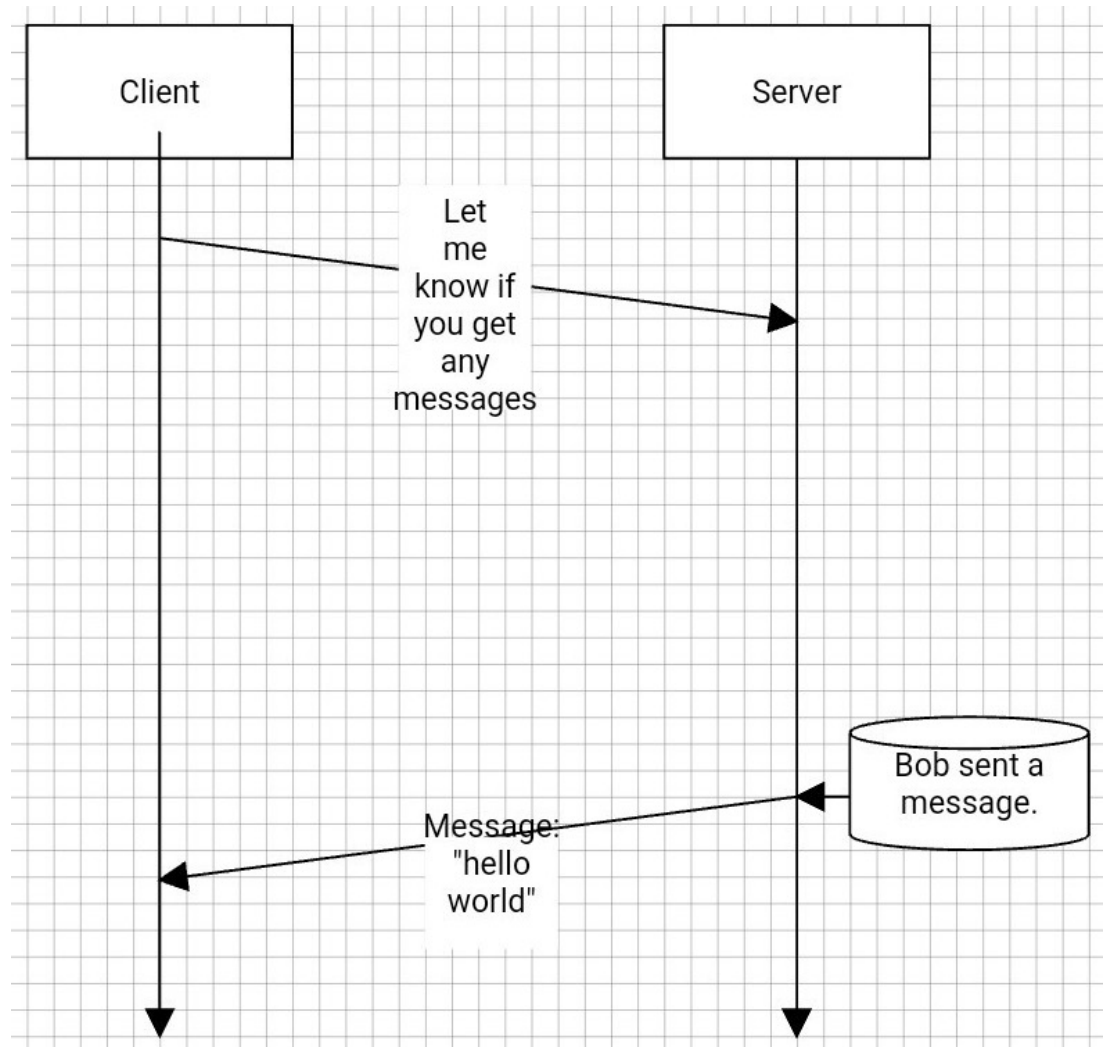 Client
Server
Let
me
know if
you get
any
messages
Bob sent a
message.
Message:
"hello
world"